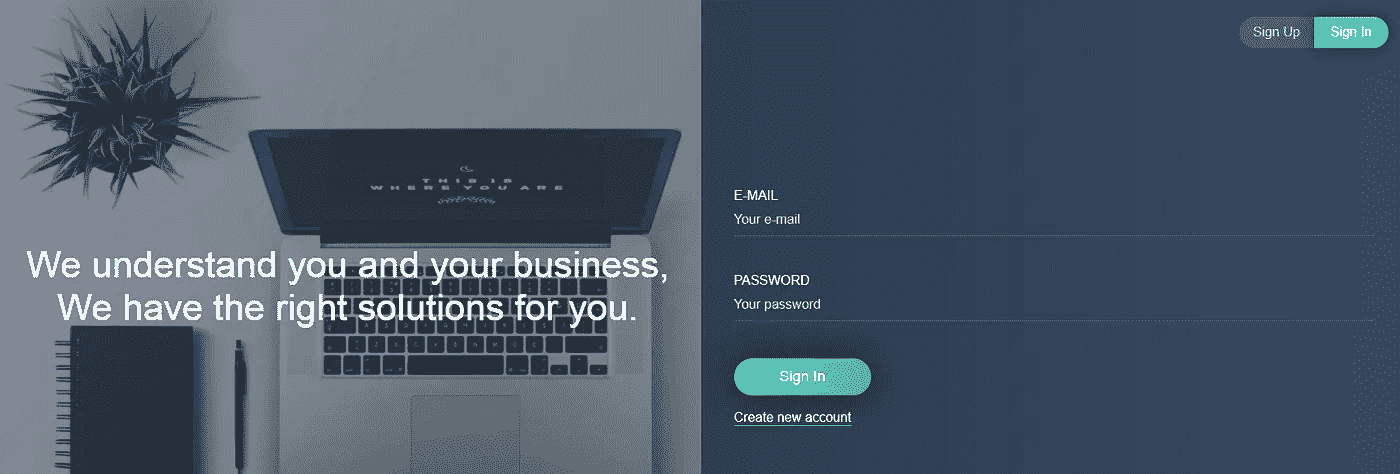 Sign Up
Sign In
THIS IS
WHERE YOU ARE
We understand you and your business,
We have the right solutions for you.
E-MAIL
Your e-mail
PASSWORD
Your password
Sign In
Create new account